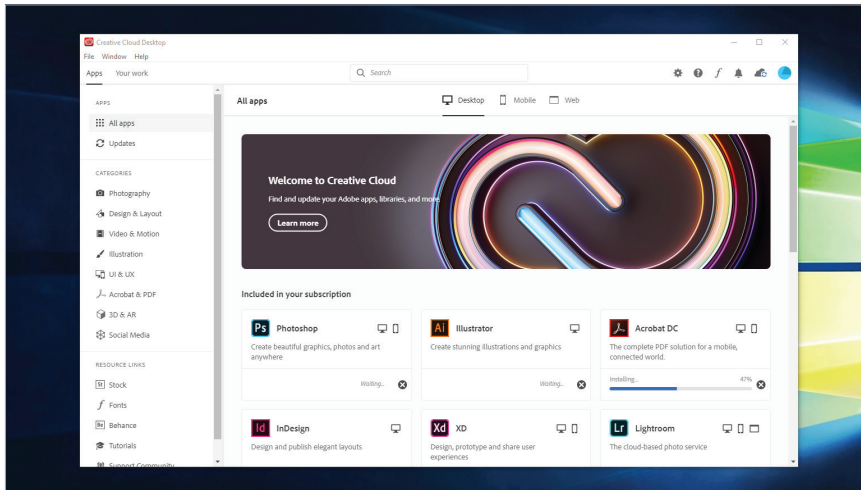 Creative Cloud Desktop
File Window Help
Apps Your work Search
APPS
All apps
Updates
CATEGORIES
Photography
Design & Layout
Video & Motion
Illustration
UI & UX
Acrobat & PDF
3D & AR
Social Media
RESOURCE LINKS
St Stock
Fonts
Be Behance
Tutorials
Support Community
All apps Desktop Mobile Web
Welcome to Creative Cloud
Find and update your Adobe apps, libraries, and more.
Learn more
Included in your subscription
Ps Photoshop
Create beautiful graphics, photos and art
anywhere
Waiting...
Ai Illustrator
Create stunning illustrations and graphics
Waiting...
Acrobat DC
The complete PDF solution for a mobile,
connected world.
Installing... 47%
Id InDesign
Design and publish elegant layouts
Xd XD
Design, prototype and share user
experiences
Lr Lightroom
The cloud-based photo service